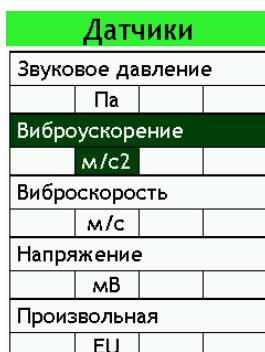 Датчики
Звуковое давление
Па
Виброускорение
м/с2
Виброскорость
м/с
Напряжение
мВ
Произвольная
EU